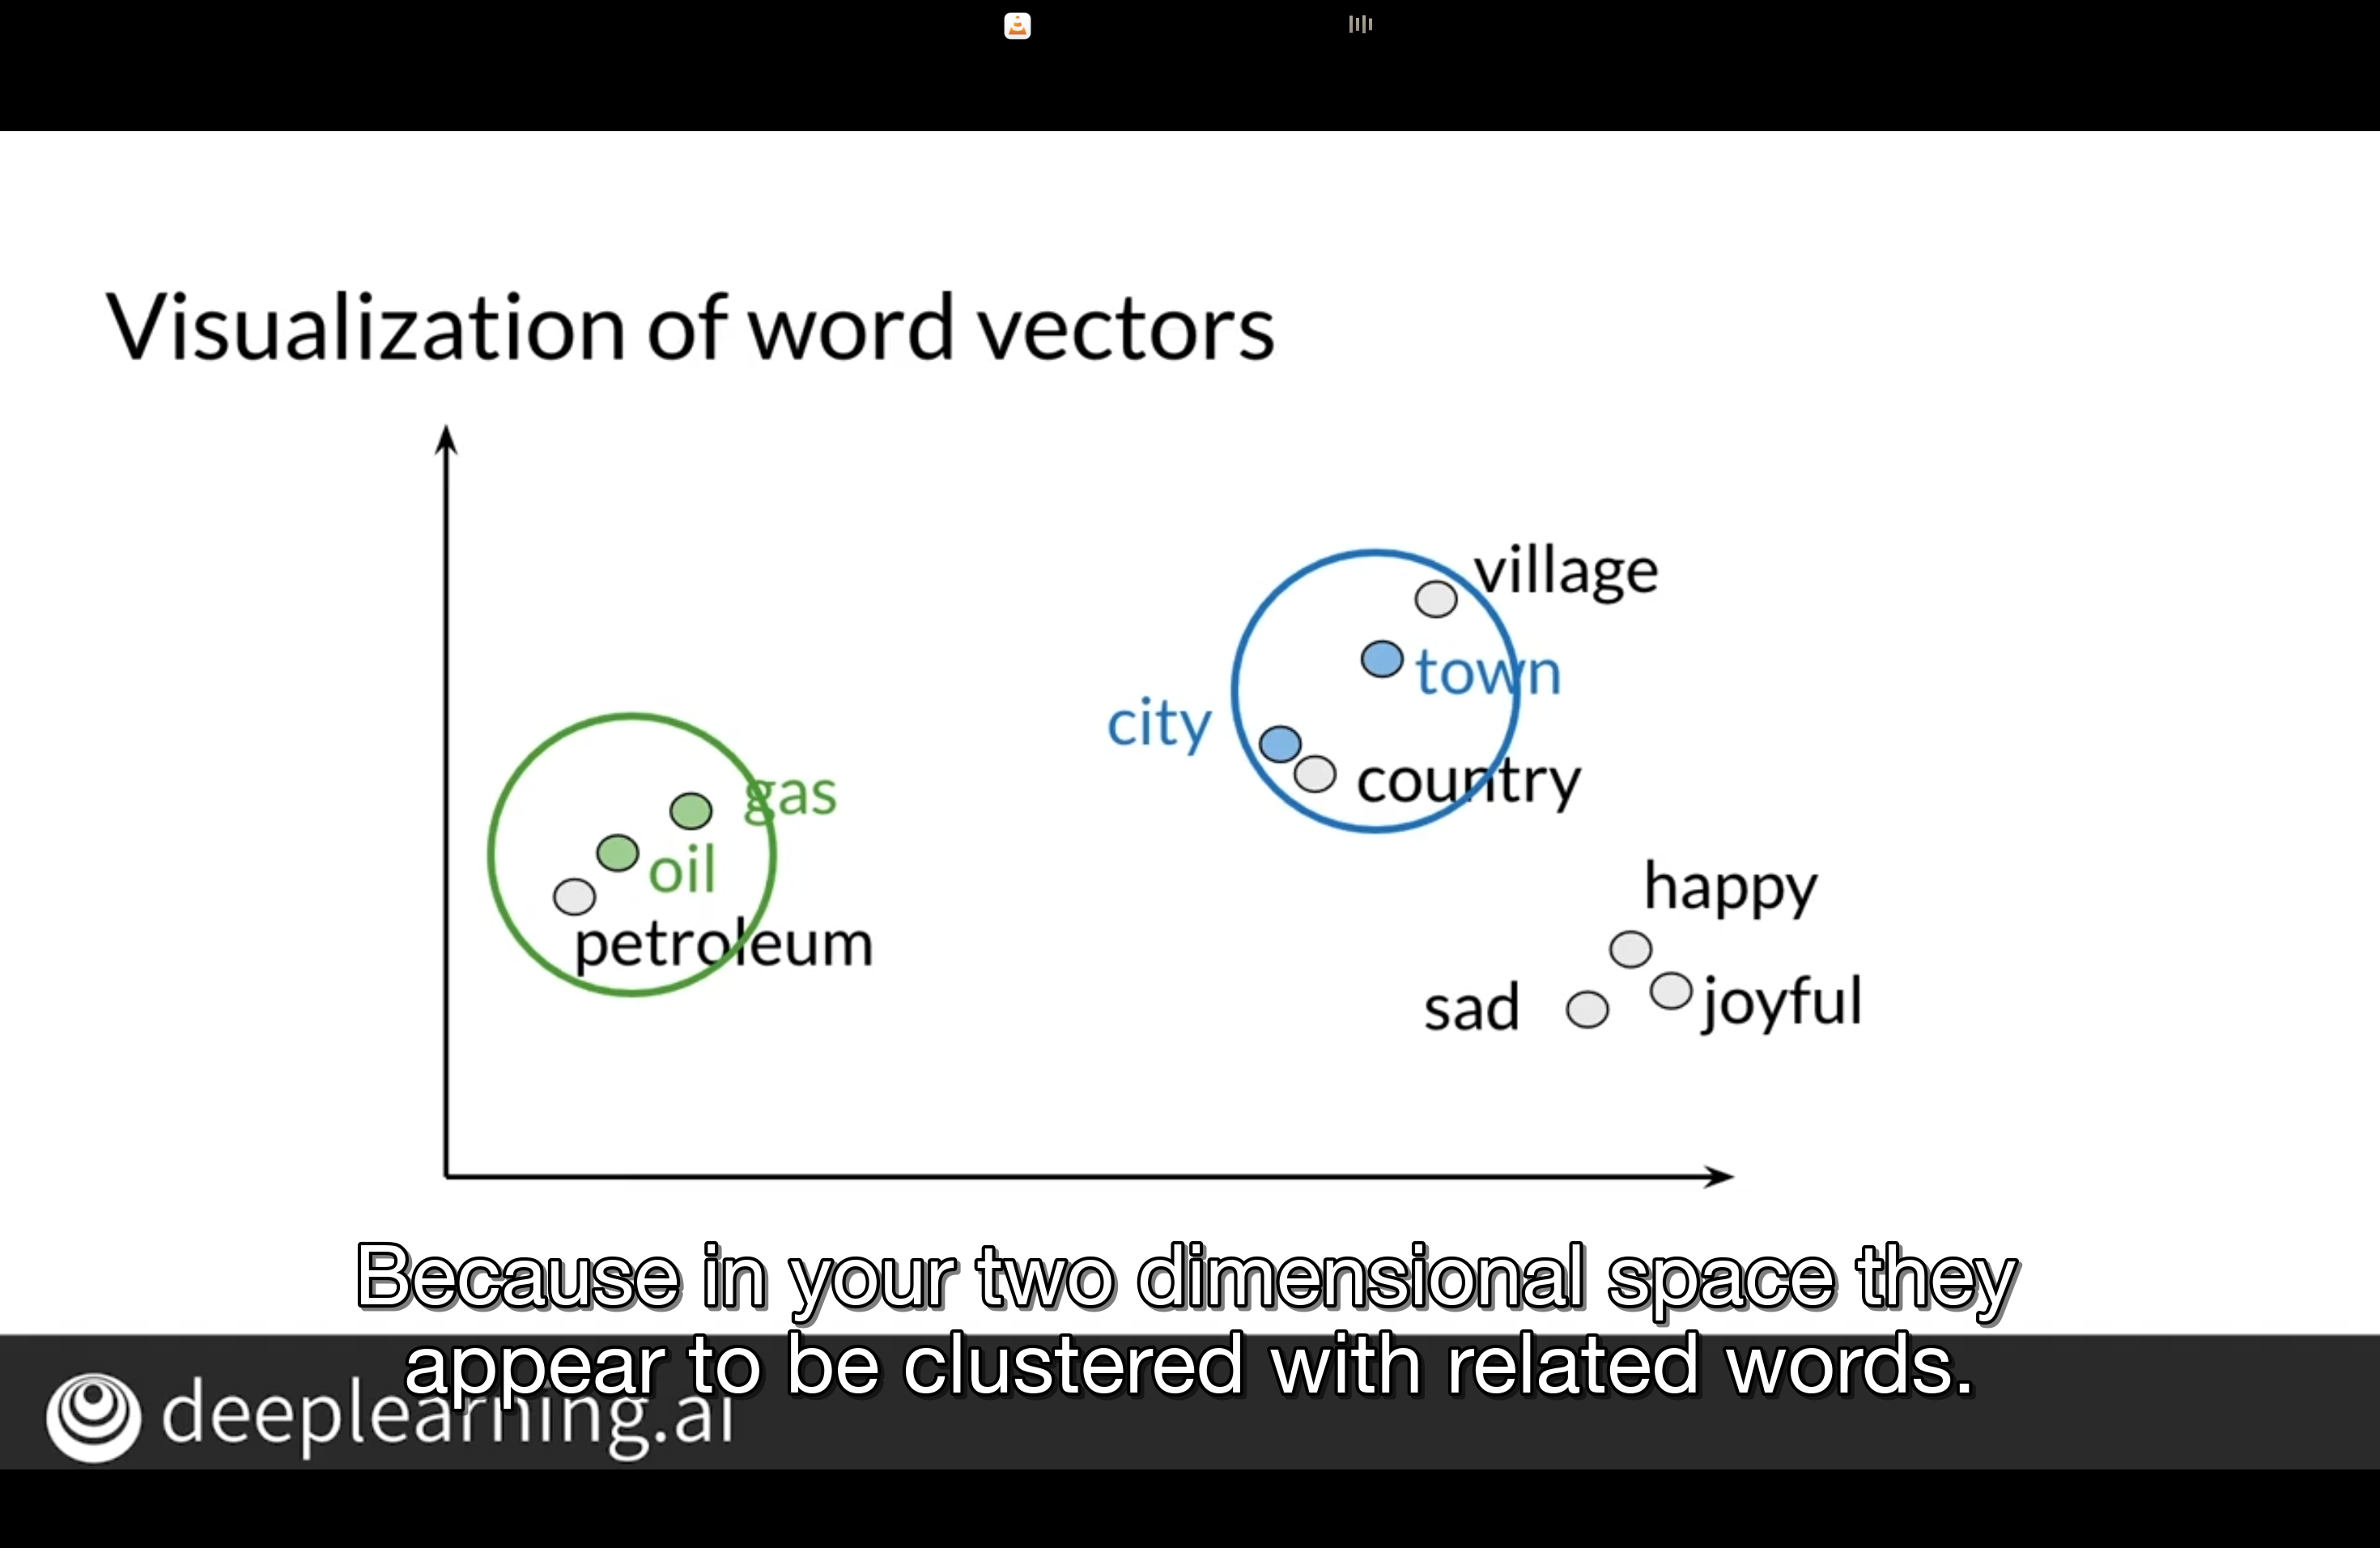 Visualization of word vectors
village
town
city
country
gas
oil
petroleum
happy
joyful
sad
Because in your two dimensional space they
appear to be clustered with related words.
deeplearning.ai